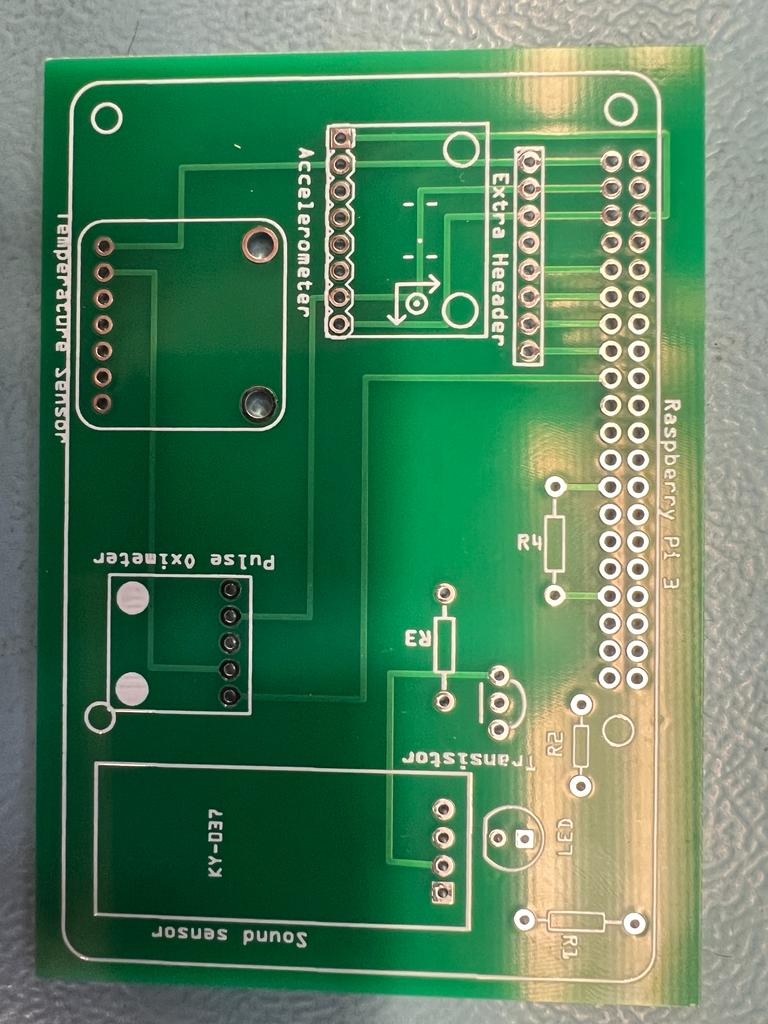 Accelerometer
Extra Heeader
Temperature Sensor
Raspberry Pi 3
Pulse Oximeter
R4
R3
R2
Transistor
KY-037
LED
Sound sensor
R1